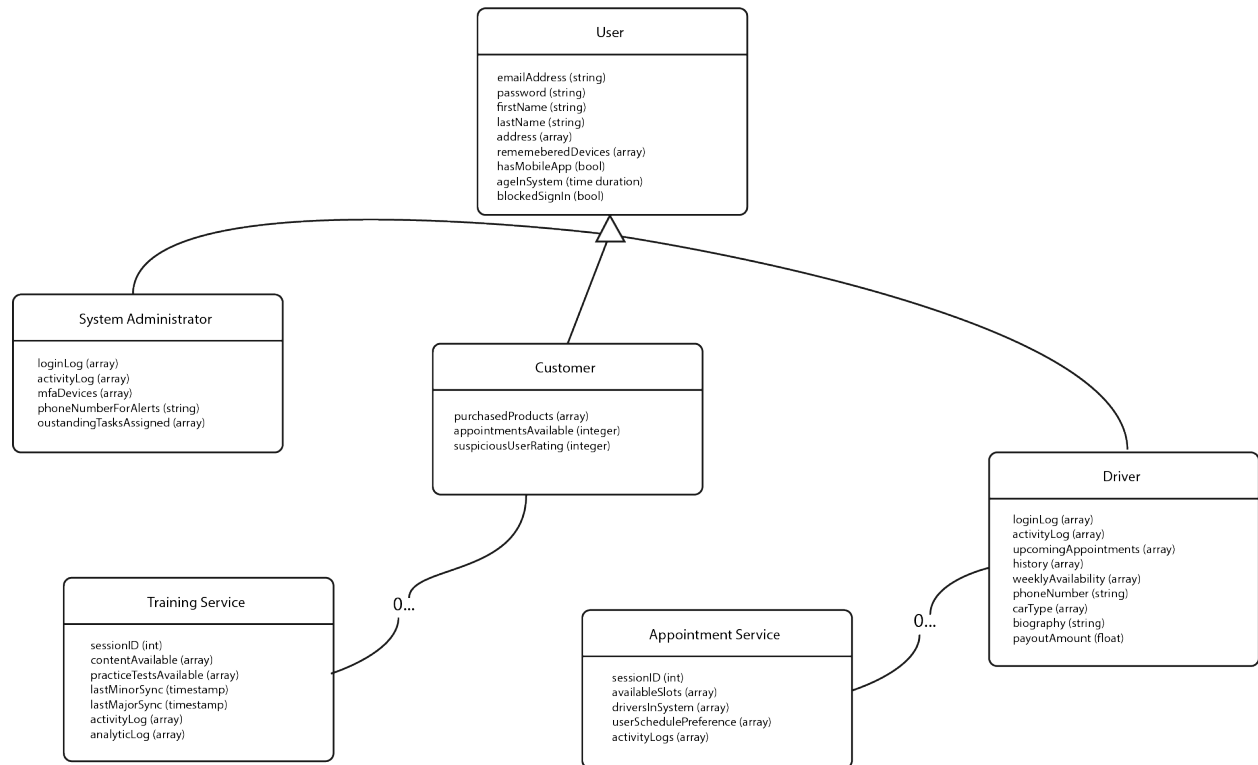 User
emailAddress (string)
password (string)
firstName (string)
lastName (string)
address (array)
rememeberedDevices (array)
hasMobileApp (bool)
ageInSystem (time duration)
blockedSignIn (bool)
System Administrator
loginLog (array)
activityLog (array)
mfaDevices (array)
phoneNumberForAlerts (string)
oustandingTasksAssigned (array)
Customer
purchasedProducts (array)
appointmentsAvailable (integer)
suspiciousUserRating (integer)
Driver
loginLog (array)
activityLog (array)
upcomingAppointments (array)
history (array)
weeklyAvailability (array)
phoneNumber (string)
carType (array)
biography (string)
payoutAmount (float)
Training Service
sessionID (int)
contentAvailable (array)
practiceTestsAvailable (array)
lastMinorSync (timestamp)
lastMajorSync (timestamp)
activityLog (array)
analyticLog (array)
0...
Appointment Service
sessionID (int)
availableSlots (array)
driversInSystem (array)
userSchedulePreference (array)
activityLogs (array)
0...